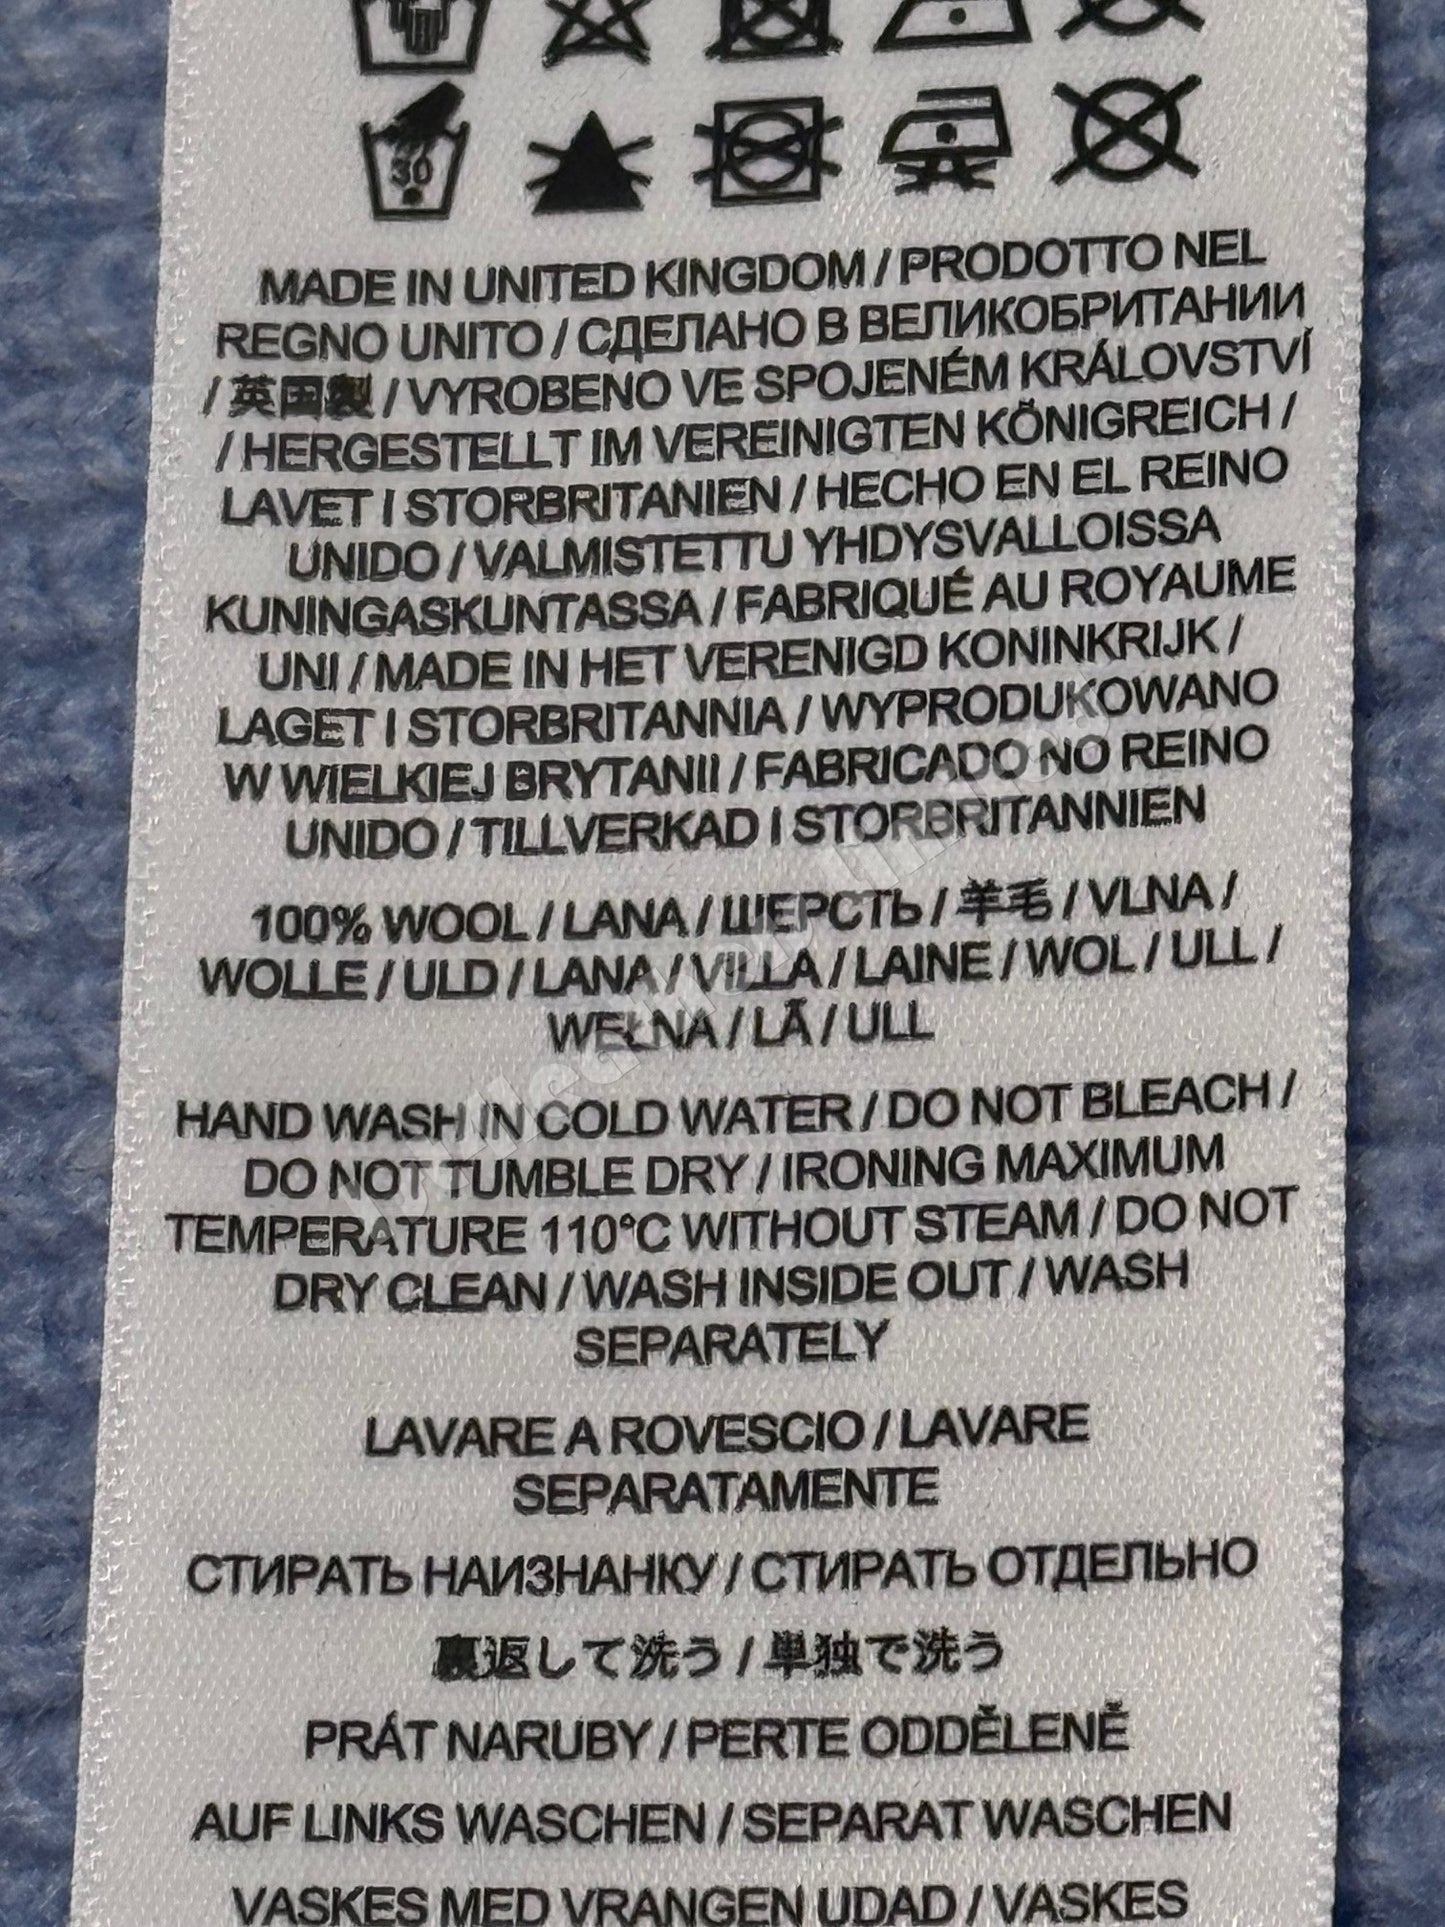 30
MADE IN UNITED KINGDOM / PRODOTTO NEL
REGNO UNITO / СДЕЛАНО В ВЕЛИКОБРИТАНИИ
/ 英国製 / VYROBENO VE SPOJENÉM KRÁLOVSTVÍ
/ HERGESTELLT IM VEREINIGTEN KÖNIGREICH /
LAVET I STORBRITANIEN / HECHO EN EL REINO
UNIDO / VALMISTETTU YHDYSVALLOISSA
KUNINGASKUNTASSA / FABRIQUÉ AU ROYAUME
UNI / MADE IN HET VERENIGD KONINKRIJK /
LAGET I STORBRITANNIA / WYPRODUKOWANO
W WIELKIEJ BRYTANII / FABRICADO NO REINO
UNIDO / TILLVERKAD I STORBRITANNIEN
100% WOOL / LANA / ШЕРСТЬ / 羊毛 / VLNA /
WOLLE / ULD / LANA / VILLA / LAINE / WOL / ULL /
WEŁNA / LÃ / ULL
HAND WASH IN COLD WATER / DO NOT BLEACH /
DO NOT TUMBLE DRY / IRONING MAXIMUM
TEMPERATURE 110°C WITHOUT STEAM / DO NOT
DRY CLEAN / WASH INSIDE OUT / WASH
SEPARATELY
LAVARE A ROVESCIO / LAVARE
SEPARATAMENTE
СТИРАТЬ НАИЗНАНКУ / СТИРАТЬ ОТДЕЛЬНО
裏返して洗う / 単独で洗う
PRÁT NARUBY / PERTE ODDĚLENĚ
AUF LINKS WASCHEN / SEPARAT WASCHEN
VASKES MED VRANGEN UDAD / VASKES